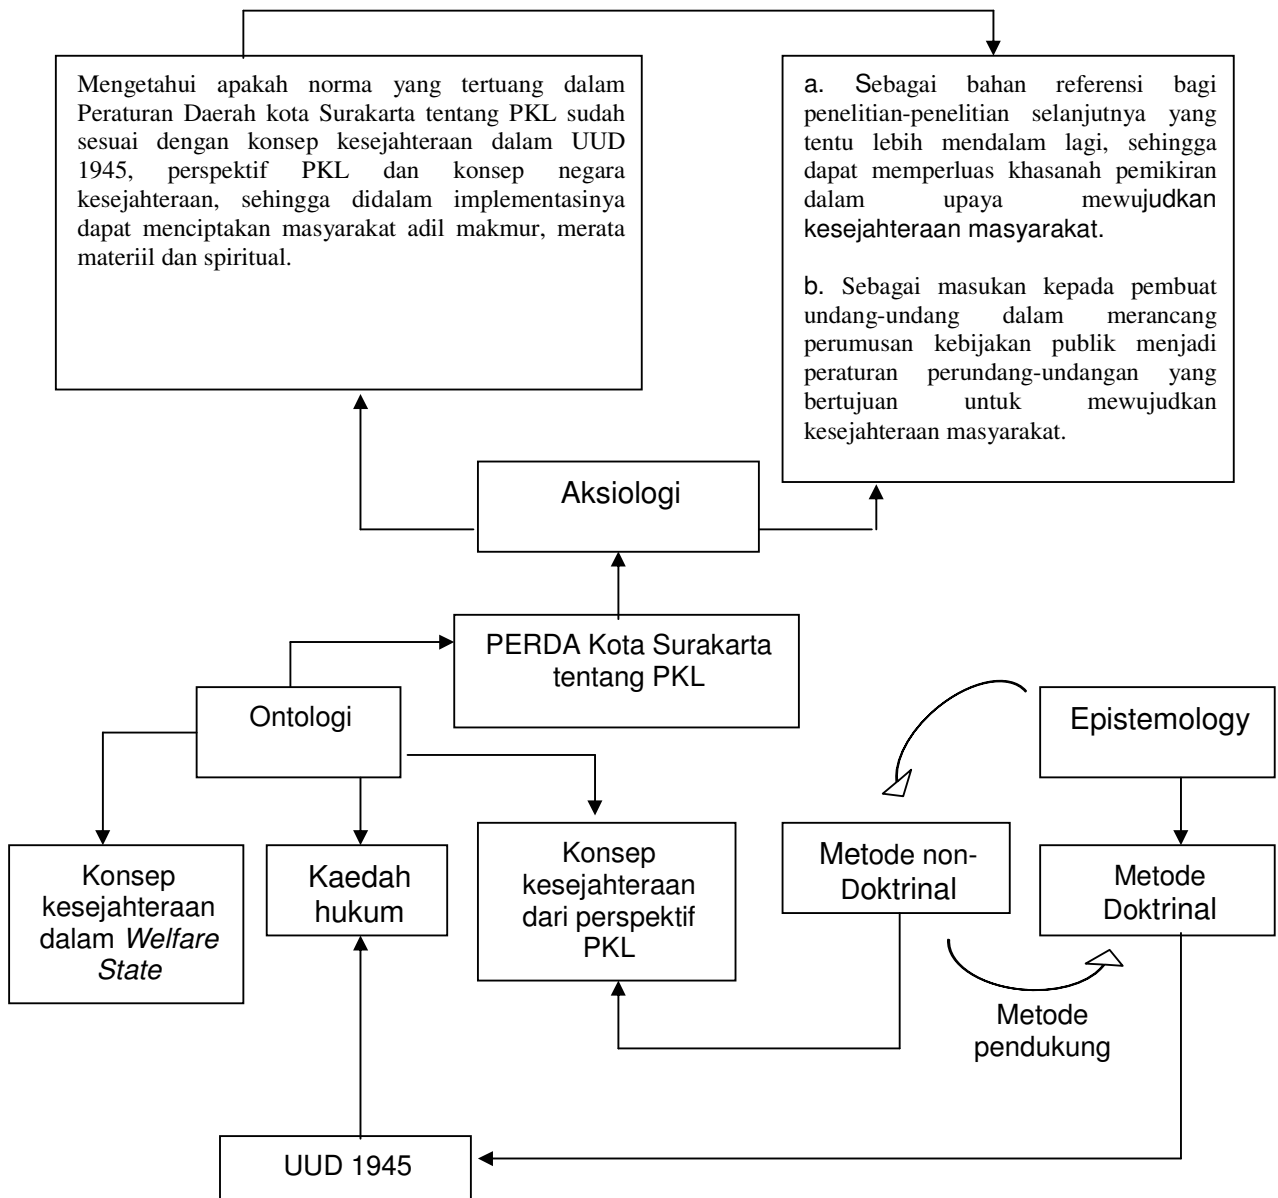 Mengetahui apakah norma yang tertuang dalam
Peraturan Daerah kota Surakarta tentang PKL sudah
sesuai dengan konsep kesejahteraan dalam UUD
1945, perspektif PKL dan konsep negara
kesejahteraan, sehingga didalam implementasinya
dapat menciptakan masyarakat adil makmur, merata
materiil dan spiritual.
a. Sebagai bahan referensi bagi
penelitian-penelitian selanjutnya yang
tentu lebih mendalam lagi, sehingga
dapat memperluas khasanah pemikiran
dalam upaya mewujudkan
kesejahteraan masyarakat.
b. Sebagai masukan kepada pembuat
undang-undang dalam merancang
perumusan kebijakan publik menjadi
peraturan perundang-undangan yang
bertujuan untuk mewujudkan
kesejahteraan masyarakat.
Aksiologi
PERDA Kota Surakarta
tentang PKL
Ontologi
Epistemology
Konsep
kesejahteraan
dalam Welfare
State
Kaedah
hukum
Konsep
kesejahteraan
dari perspektif
PKL
Metode non-
Doktrinal
Metode
Doktrinal
Metode
pendukung
UUD 1945